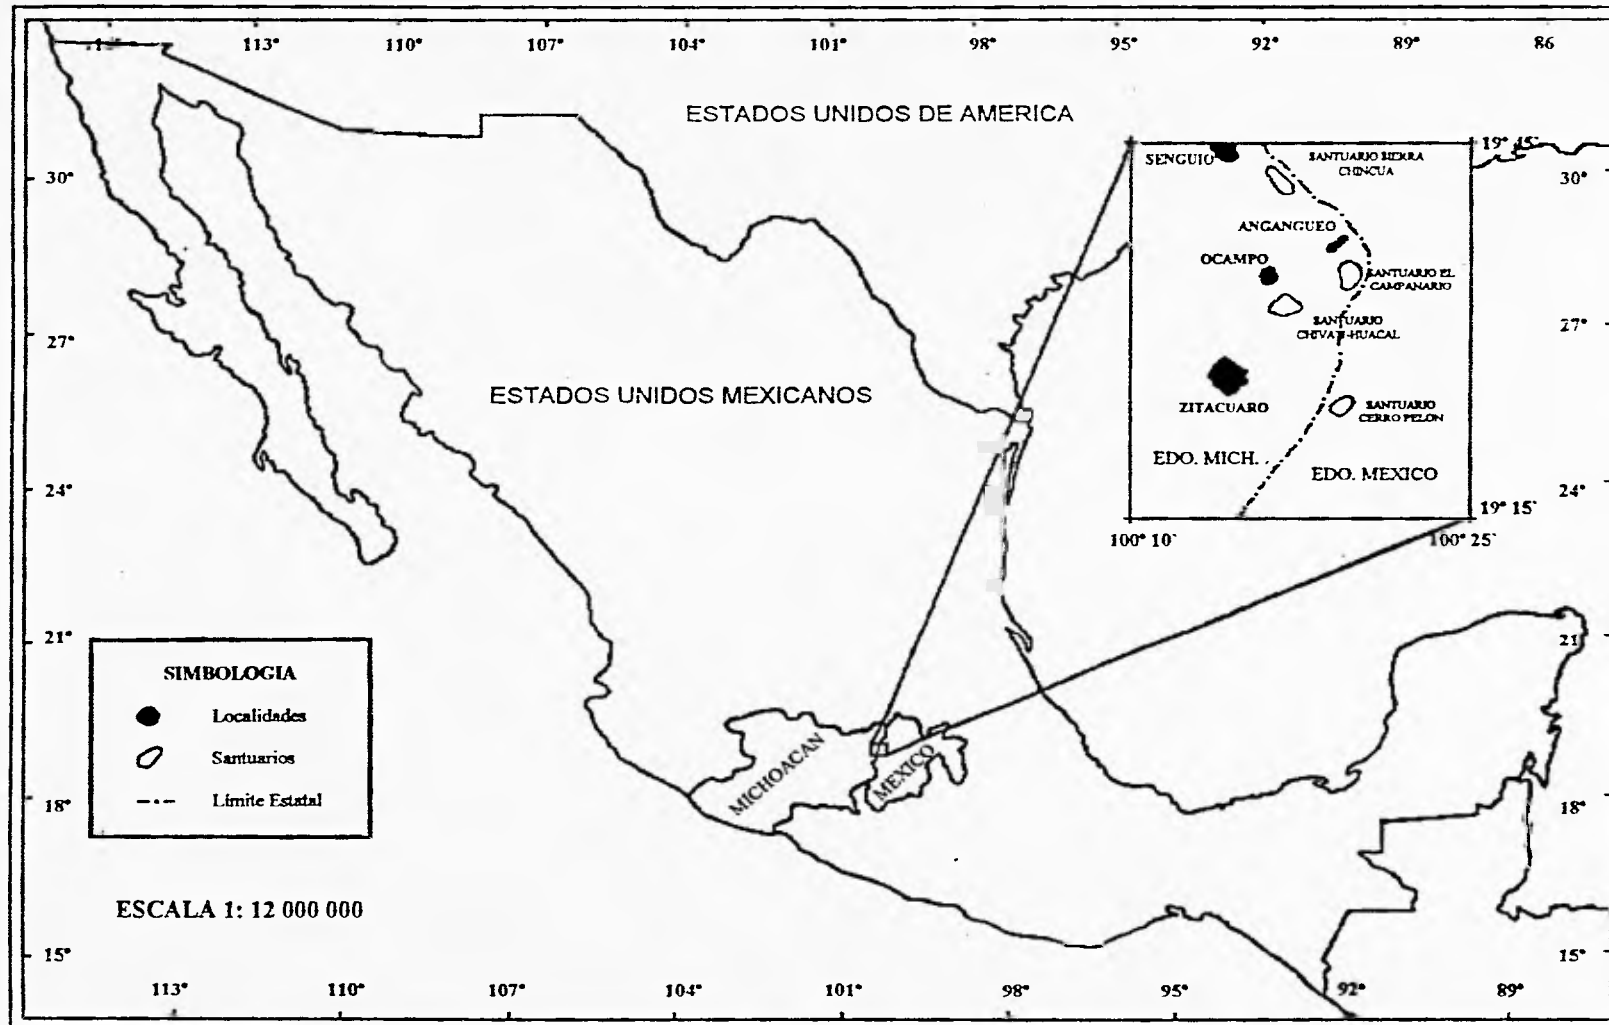 113° 110° 107° 104° 101° 98° 95° 92° 89° 86
ESTADOS UNIDOS DE AMERICA
19° 45`
SENGUIO
SANTUARIO SIERRA
CHINCUA
30° 30°
ANGANGUEO
OCAMPO
SANTUARIO EL
CAMPANARIO
SANTUARIO
CHIVATI-HUACAL
27° 27°
ESTADOS UNIDOS MEXICANOS
ZITACUARO
SANTUARIO
CERRO PELON
EDO. MICH.
EDO. MEXICO
24° 24°
19° 15`
100° 10` 100° 25`
21° 21°
SIMBOLOGIA
Localidades
Santuarios
Límite Estatal
MICHOACAN
MEXICO
18° 18°
ESCALA 1: 12 000 000
15° 15°
113° 110° 107° 104° 101° 98° 95° 92° 89°